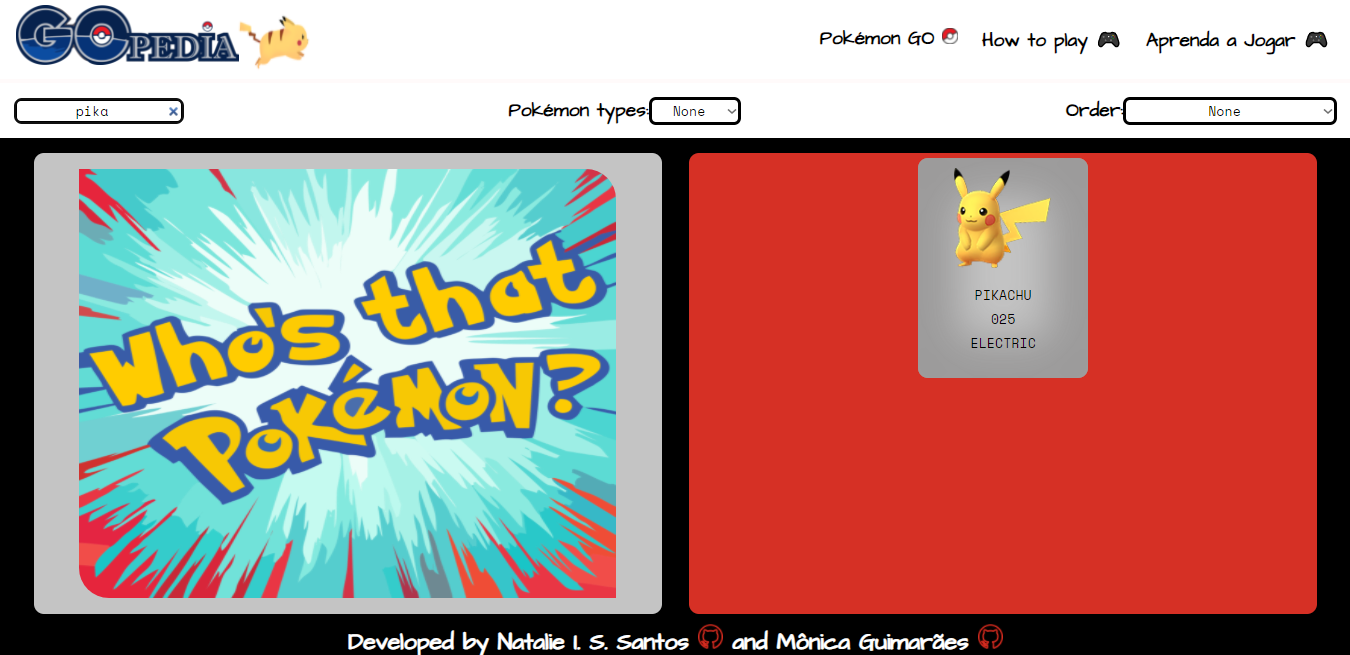 GOPEDIA
Pokémon GO How to play Aprenda a Jogar
pika Pokémon types: None Order: None
Who's that
Pokémon?
PIKACHU
025
ELECTRIC
Developed by Natalie I. S. Santos and Mônica Guimarães